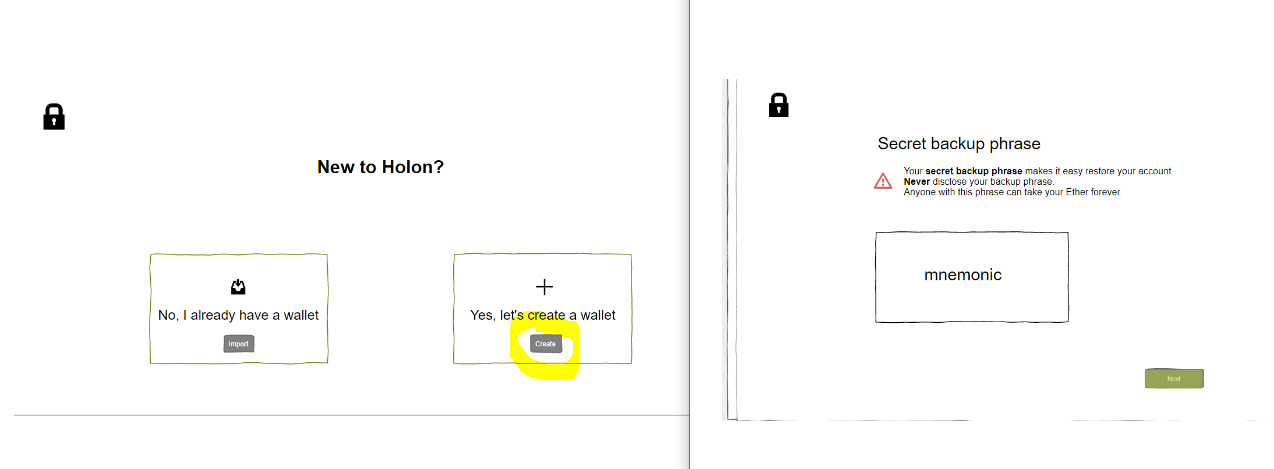 New to Holon?
No, I already have a wallet
Import
Yes, let's create a wallet
Create
Secret backup phrase
Your secret backup phrase makes it easy restore your account.
Never disclose your backup phrase.
Anyone with this phrase can take your Ether forever.
mnemonic
Next